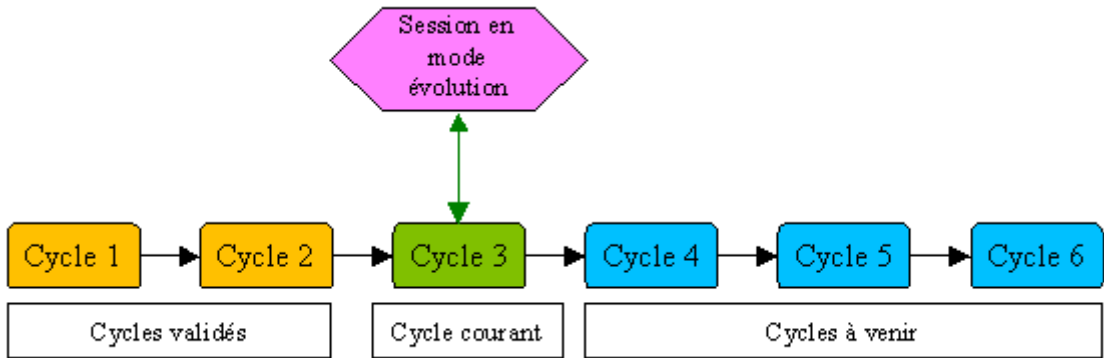 Session en
mode
évolution
Cycle 1
Cycle 2
Cycle 3
Cycle 4
Cycle 5
Cycle 6
Cycles validés
Cycle courant
Cycles à venir